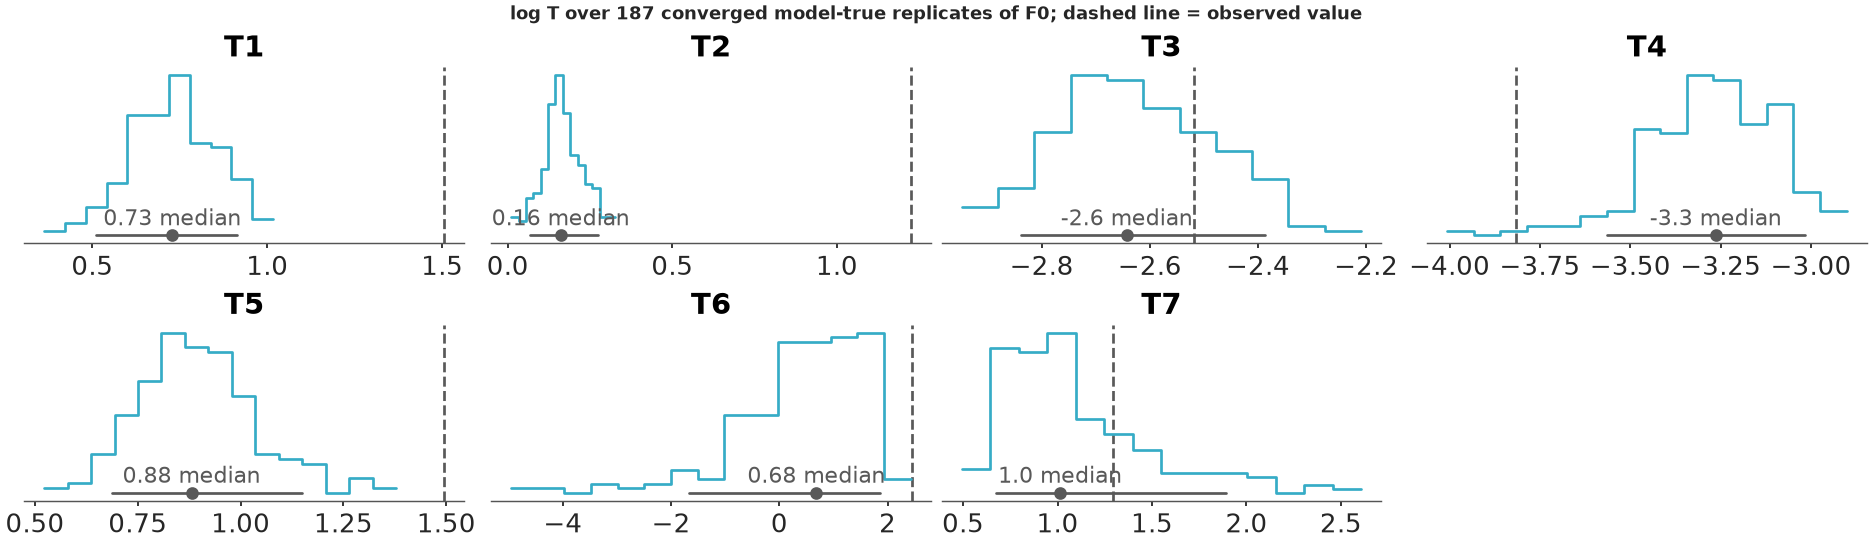 log T over 187 converged model-true replicates of F0; dashed line = observed value
T1 T2 T3 T4
0.73 median 0.16 median -2.6 median -3.3 median
0.5 1.0 1.5 0.0 0.5 1.0 −2.8 −2.6 −2.4 −2.2 −4.00 −3.75 −3.50 −3.25 −3.00
T5 T6 T7
0.88 median 0.68 median 1.0 median
0.50 0.75 1.00 1.25 1.50 −4 −2 0 2 0.5 1.0 1.5 2.0 2.5